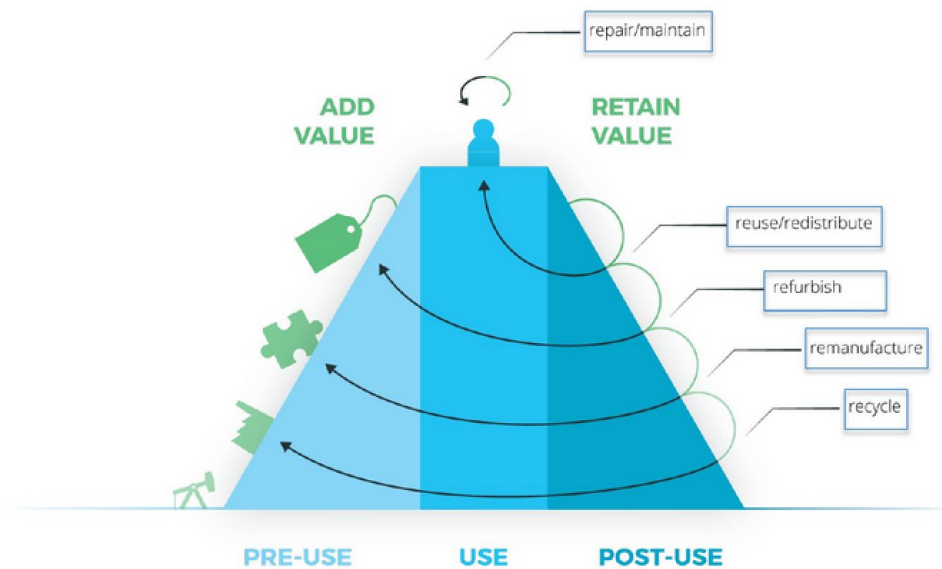 repair/maintain
ADD
VALUE
RETAIN
VALUE
reuse/redistribute
refurbish
remanufacture
recycle
PRE-USE
USE
POST-USE